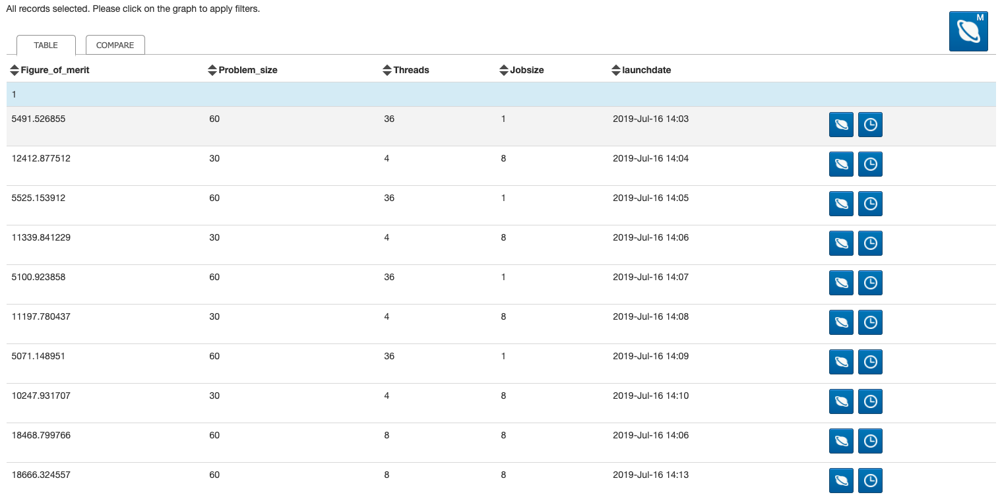 All records selected. Please click on the graph to apply filters.
M
TABLE COMPARE
Figure_of_merit Problem_size Threads Jobsize launchdate
1
5491.526855 60 36 1 2019-Jul-16 14:03
12412.877512 30 4 8 2019-Jul-16 14:04
5525.153912 60 36 1 2019-Jul-16 14:05
11339.841229 30 4 8 2019-Jul-16 14:06
5100.923858 60 36 1 2019-Jul-16 14:07
11197.780437 30 4 8 2019-Jul-16 14:08
5071.148951 60 36 1 2019-Jul-16 14:09
10247.931707 30 4 8 2019-Jul-16 14:10
18468.799766 60 8 8 2019-Jul-16 14:06
18666.324557 60 8 8 2019-Jul-16 14:13